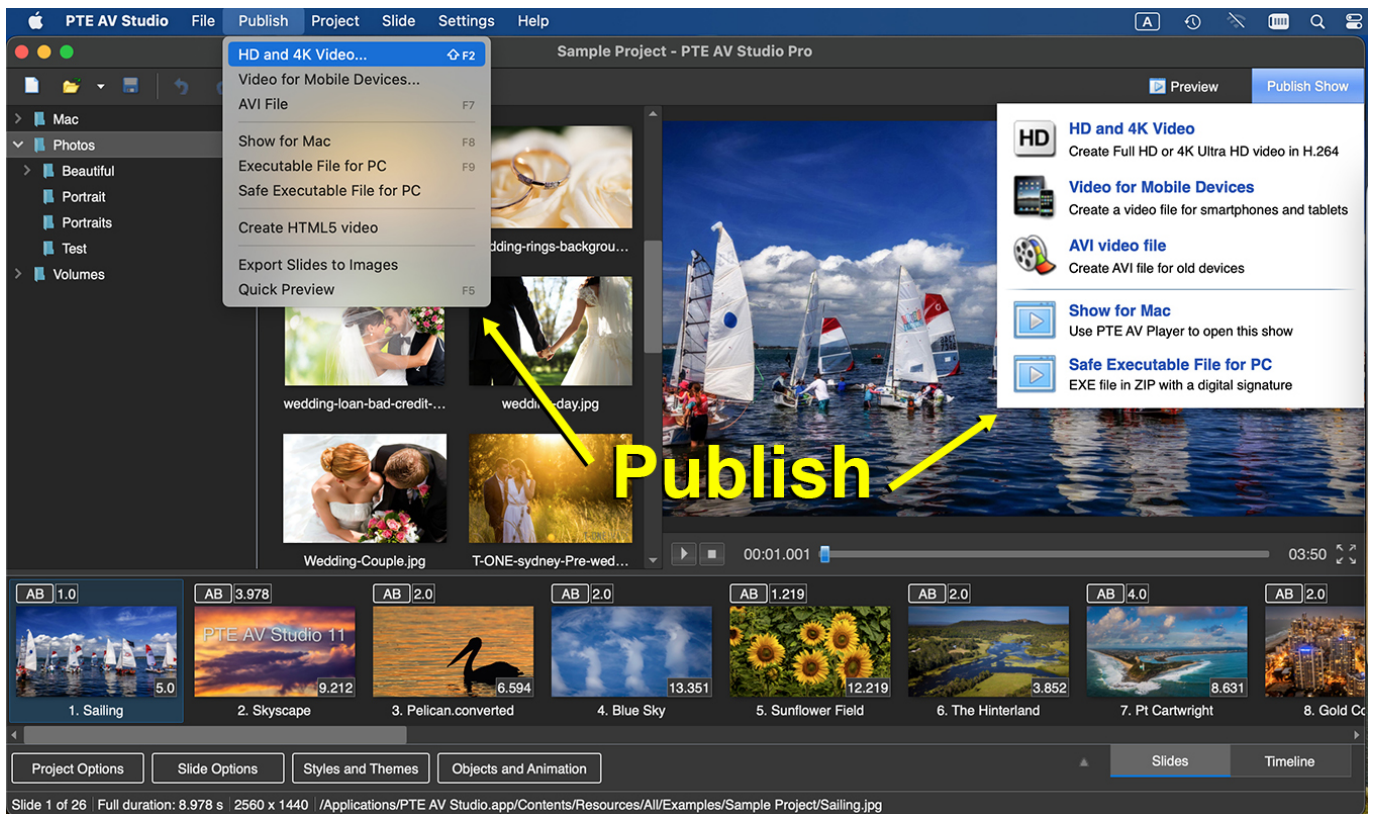 PTE AV Studio File Publish Project Slide Settings Help
A
Sample Project - PTE AV Studio Pro
HD and 4K Video... ⇧ F2
Video for Mobile Devices...
AVI File F7
Show for Mac F8
Executable File for PC F9
Safe Executable File for PC
Create HTML5 video
Export Slides to Images
Quick Preview F5
Preview
Publish Show
Mac
Photos
Beautiful
Portrait
Portraits
Test
Volumes
dding-rings-backgrou...
wedding-loan-bad-credit-...
wedding-day.jpg
Wedding-Couple.jpg
T-ONE-sydney-Pre-wed...
HD
HD and 4K Video
Create Full HD or 4K Ultra HD video in H.264
Video for Mobile Devices
Create a video file for smartphones and tablets
AVI video file
Create AVI file for old devices
Show for Mac
Use PTE AV Player to open this show
Safe Executable File for PC
EXE file in ZIP with a digital signature
Publish
00:01.001
03:50
AB 1.0
AB 3.978
AB 2.0
AB 2.0
AB 1.219
AB 2.0
AB 4.0
AB 2.0
PTE AV Studio 11
5.0
9.212
6.594
13.351
12.219
3.852
8.631
1. Sailing
2. Skyscape
3. Pelican.converted
4. Blue Sky
5. Sunflower Field
6. The Hinterland
7. Pt Cartwright
8. Gold Co
Project Options
Slide Options
Styles and Themes
Objects and Animation
Slides
Timeline
Slide 1 of 26 Full duration: 8.978 s 2560 x 1440 /Applications/PTE AV Studio.app/Contents/Resources/All/Examples/Sample Project/Sailing.jpg